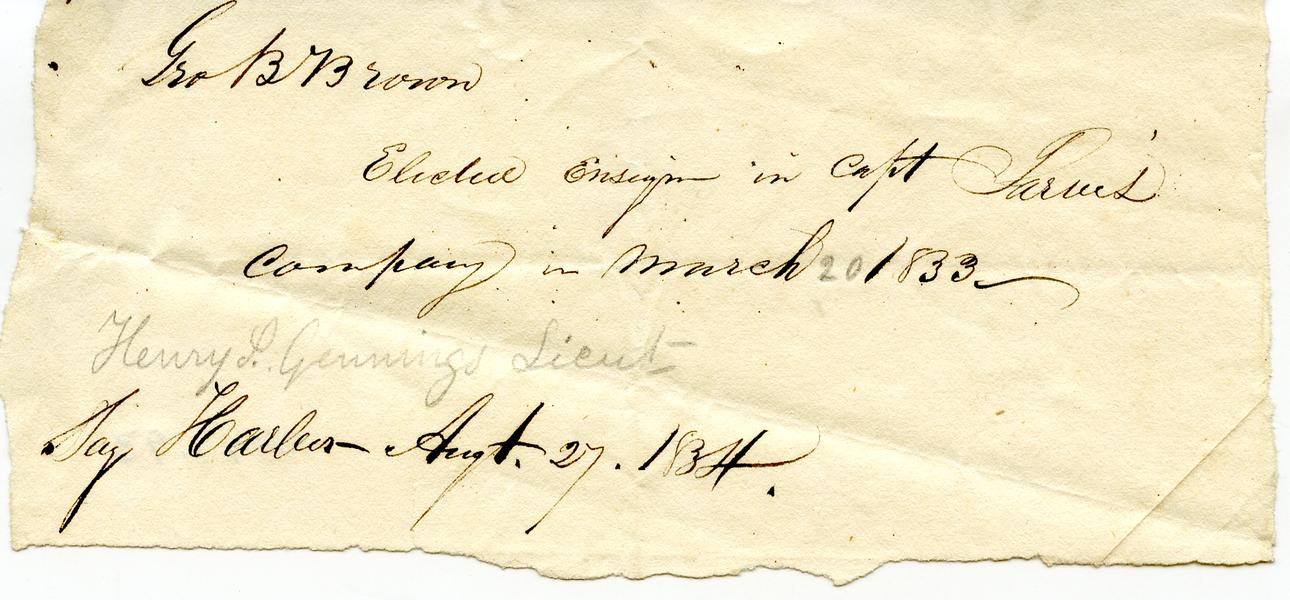 Geo B Brown
Elected Ensign in Capt Jarvis'
Company in March 20 1833
Henry P. Gennings Lieut
Sag Harbor Augt. 27. 1834.